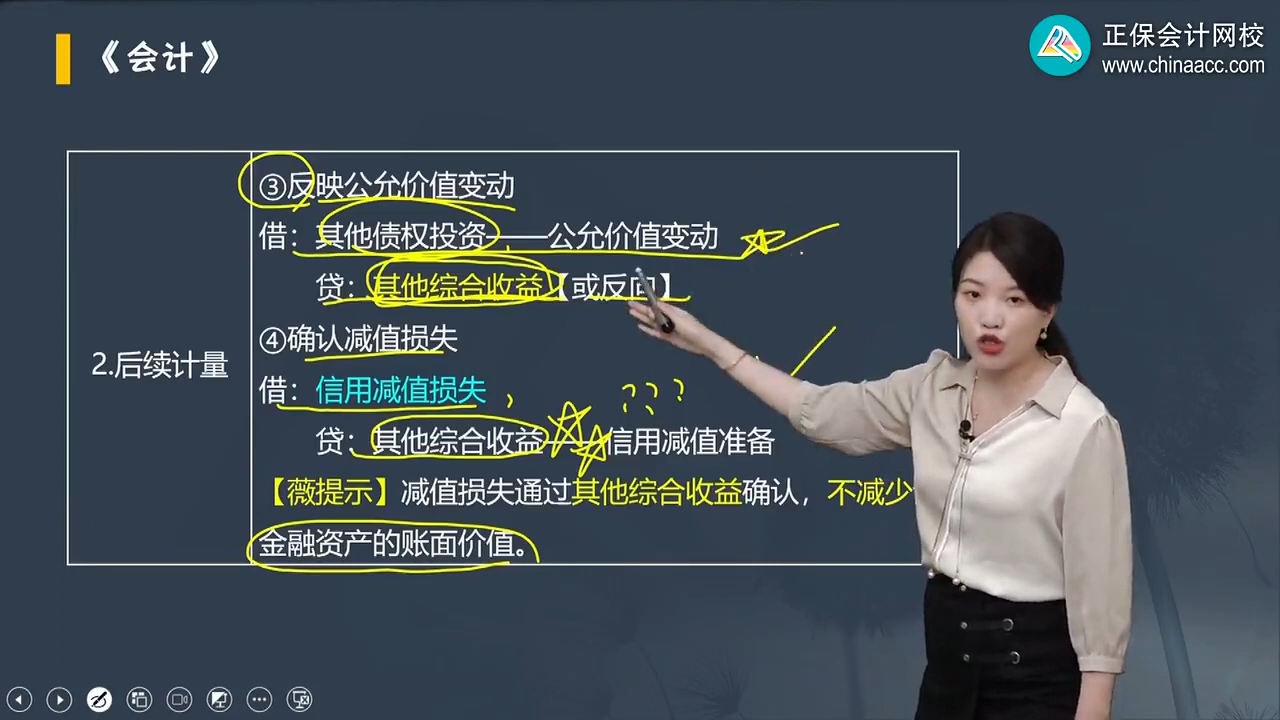 《会计》
正保会计网校
www.chinaacc.com
③反映公允价值变动
借：其他债权投资——公允价值变动
贷：其他综合收益【或反向】
④确认减值损失
2.后续计量
借：信用减值损失
???
贷：其他综合收益——信用减值准备
【薇提示】减值损失通过其他综合收益确认，不减少
金融资产的账面价值。